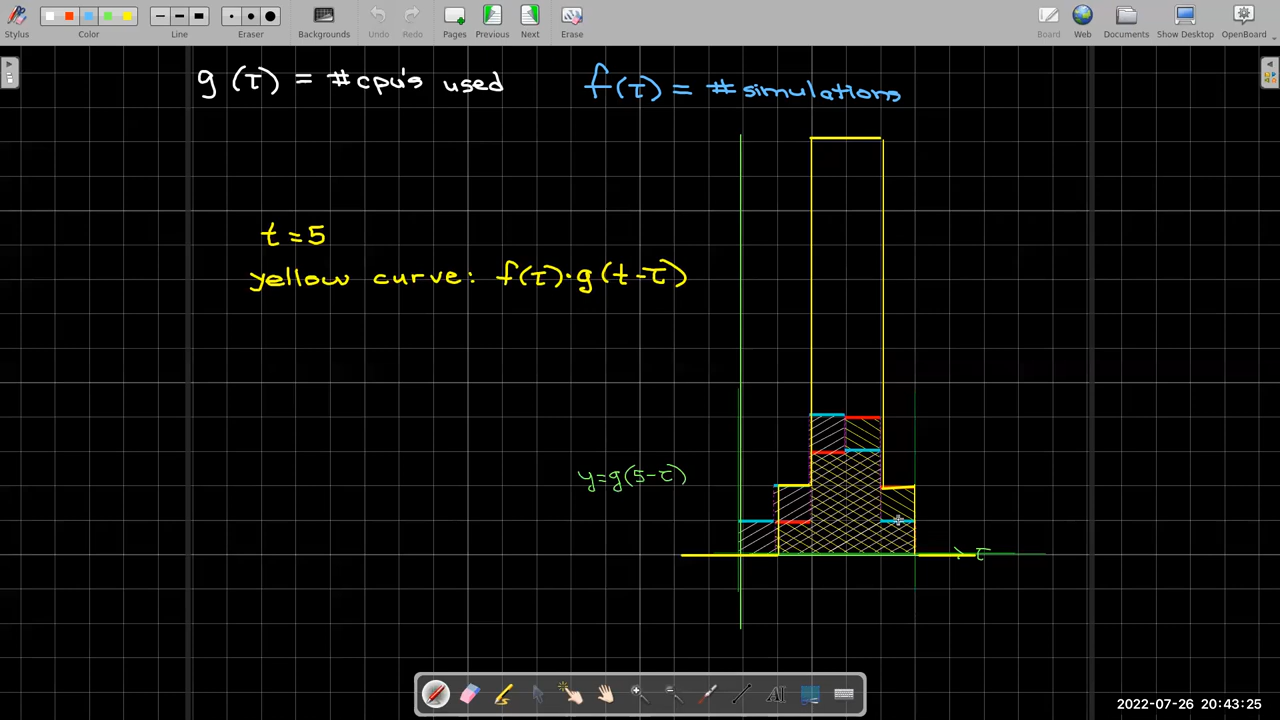 Stylus Color Line Eraser Backgrounds Undo Redo Pages Previous Next Erase Board Web Documents Show Desktop OpenBoard
g(τ) = #cpu's used f(τ) = #simulations
t = 5
yellow curve: f(τ)·g(t-τ)
y=g(5-τ)
τ
AI
2022-07-26 20:43:25